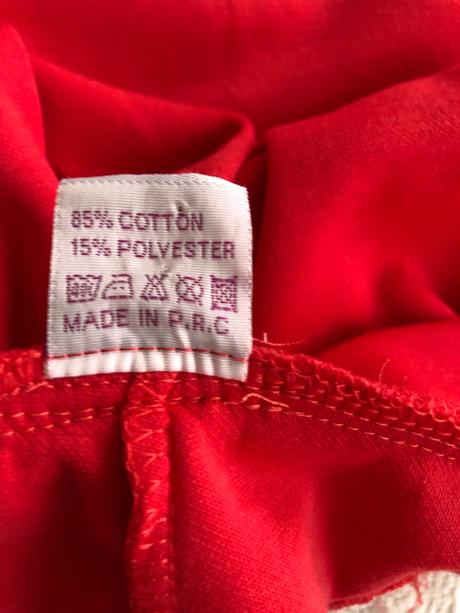 85% COTTON
15% POLYESTER
MADE IN P.R.C